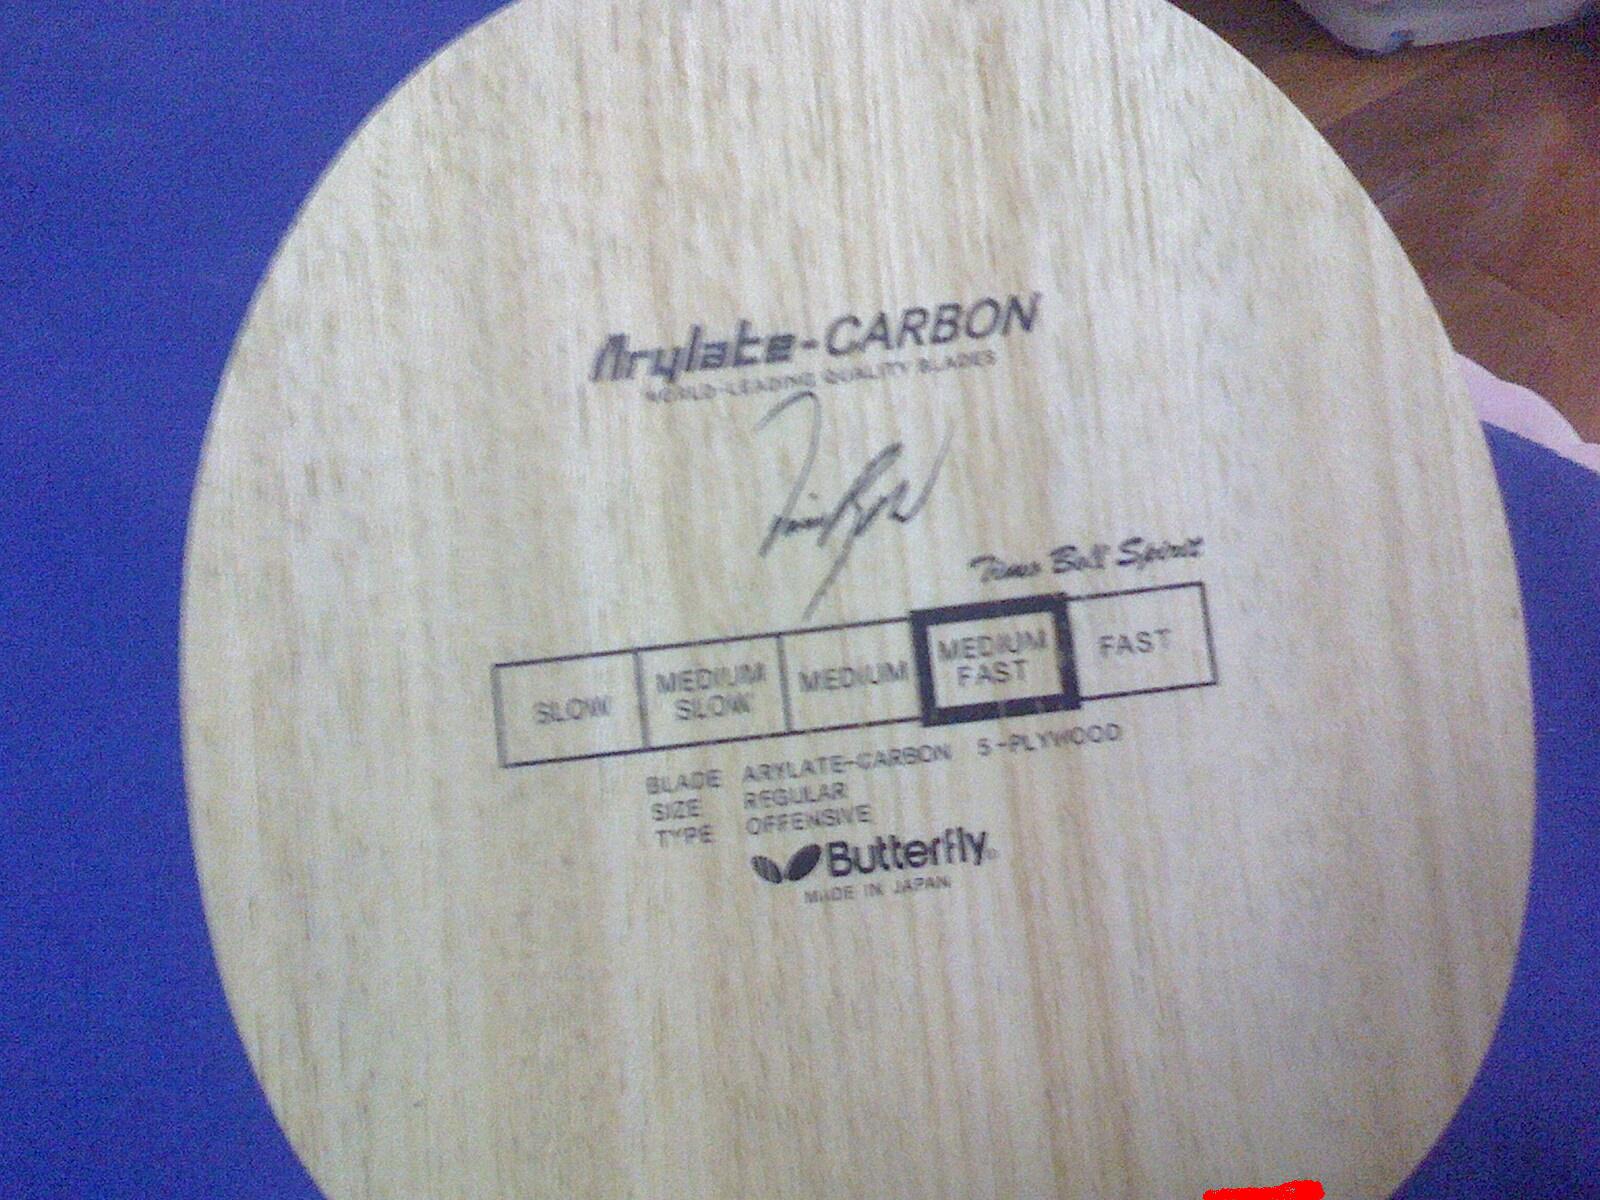 Arylate-CARBON
WORLD-LEADING QUALITY BLADES
Timo Boll Spirit
SLOW
MEDIUM
SLOW
MEDIUM
MEDIUM
FAST
FAST
BLADE ARYLATE-CARBON 5-PLYWOOD
SIZE REGULAR
TYPE OFFENSIVE
Butterfly
MADE IN JAPAN